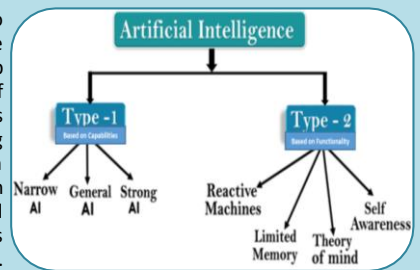 Artificial Intelligence
Type -1
Based on Capabilities
Type - 2
Based on Functionality
Narrow AI
General AI
Strong AI
Reactive Machines
Limited Memory
Theory of mind
Self Awareness